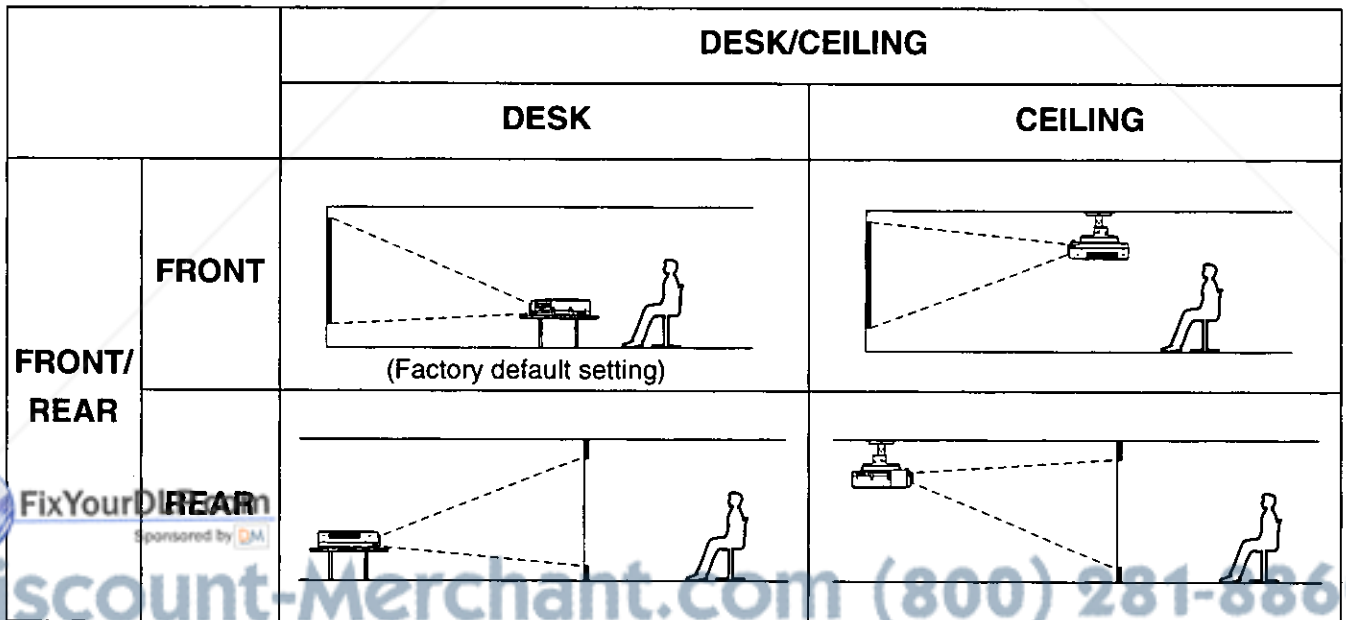 DESK/CEILING
DESK
CEILING
FRONT/
REAR
FRONT
(Factory default setting)
REAR
FixYourDLP.com
Sponsored by DM
iscount-Merchant.com (800) 281-886